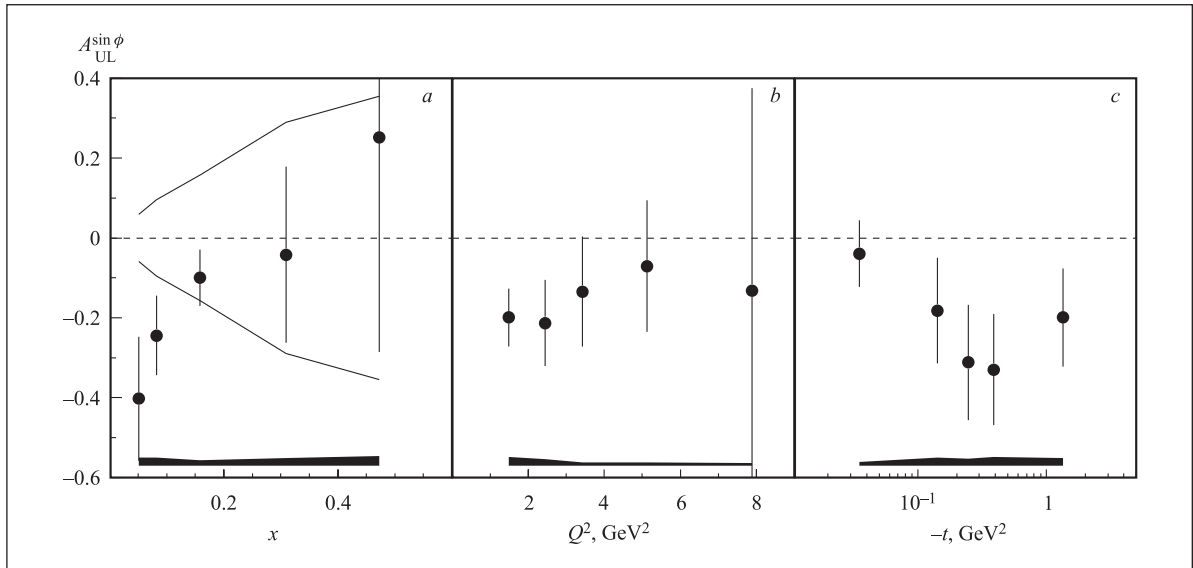 A_UL^sin ϕ
0.4
0.2
0
–0.2
–0.4
–0.6
a
b
c
0.2 0.4
2 4 6 8
10⁻¹ 1
x
Q², GeV²
–t, GeV²